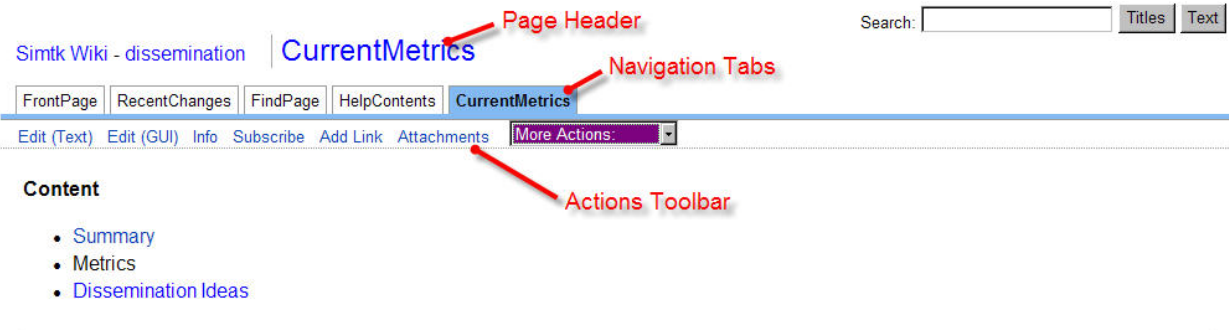 Page Header
Search: Titles Text
Simtk Wiki - dissemination CurrentMetrics
Navigation Tabs
FrontPage RecentChanges FindPage HelpContents CurrentMetrics
Edit (Text) Edit (GUI) Info Subscribe Add Link Attachments More Actions:
Actions Toolbar
Content
Summary
Metrics
Dissemination Ideas